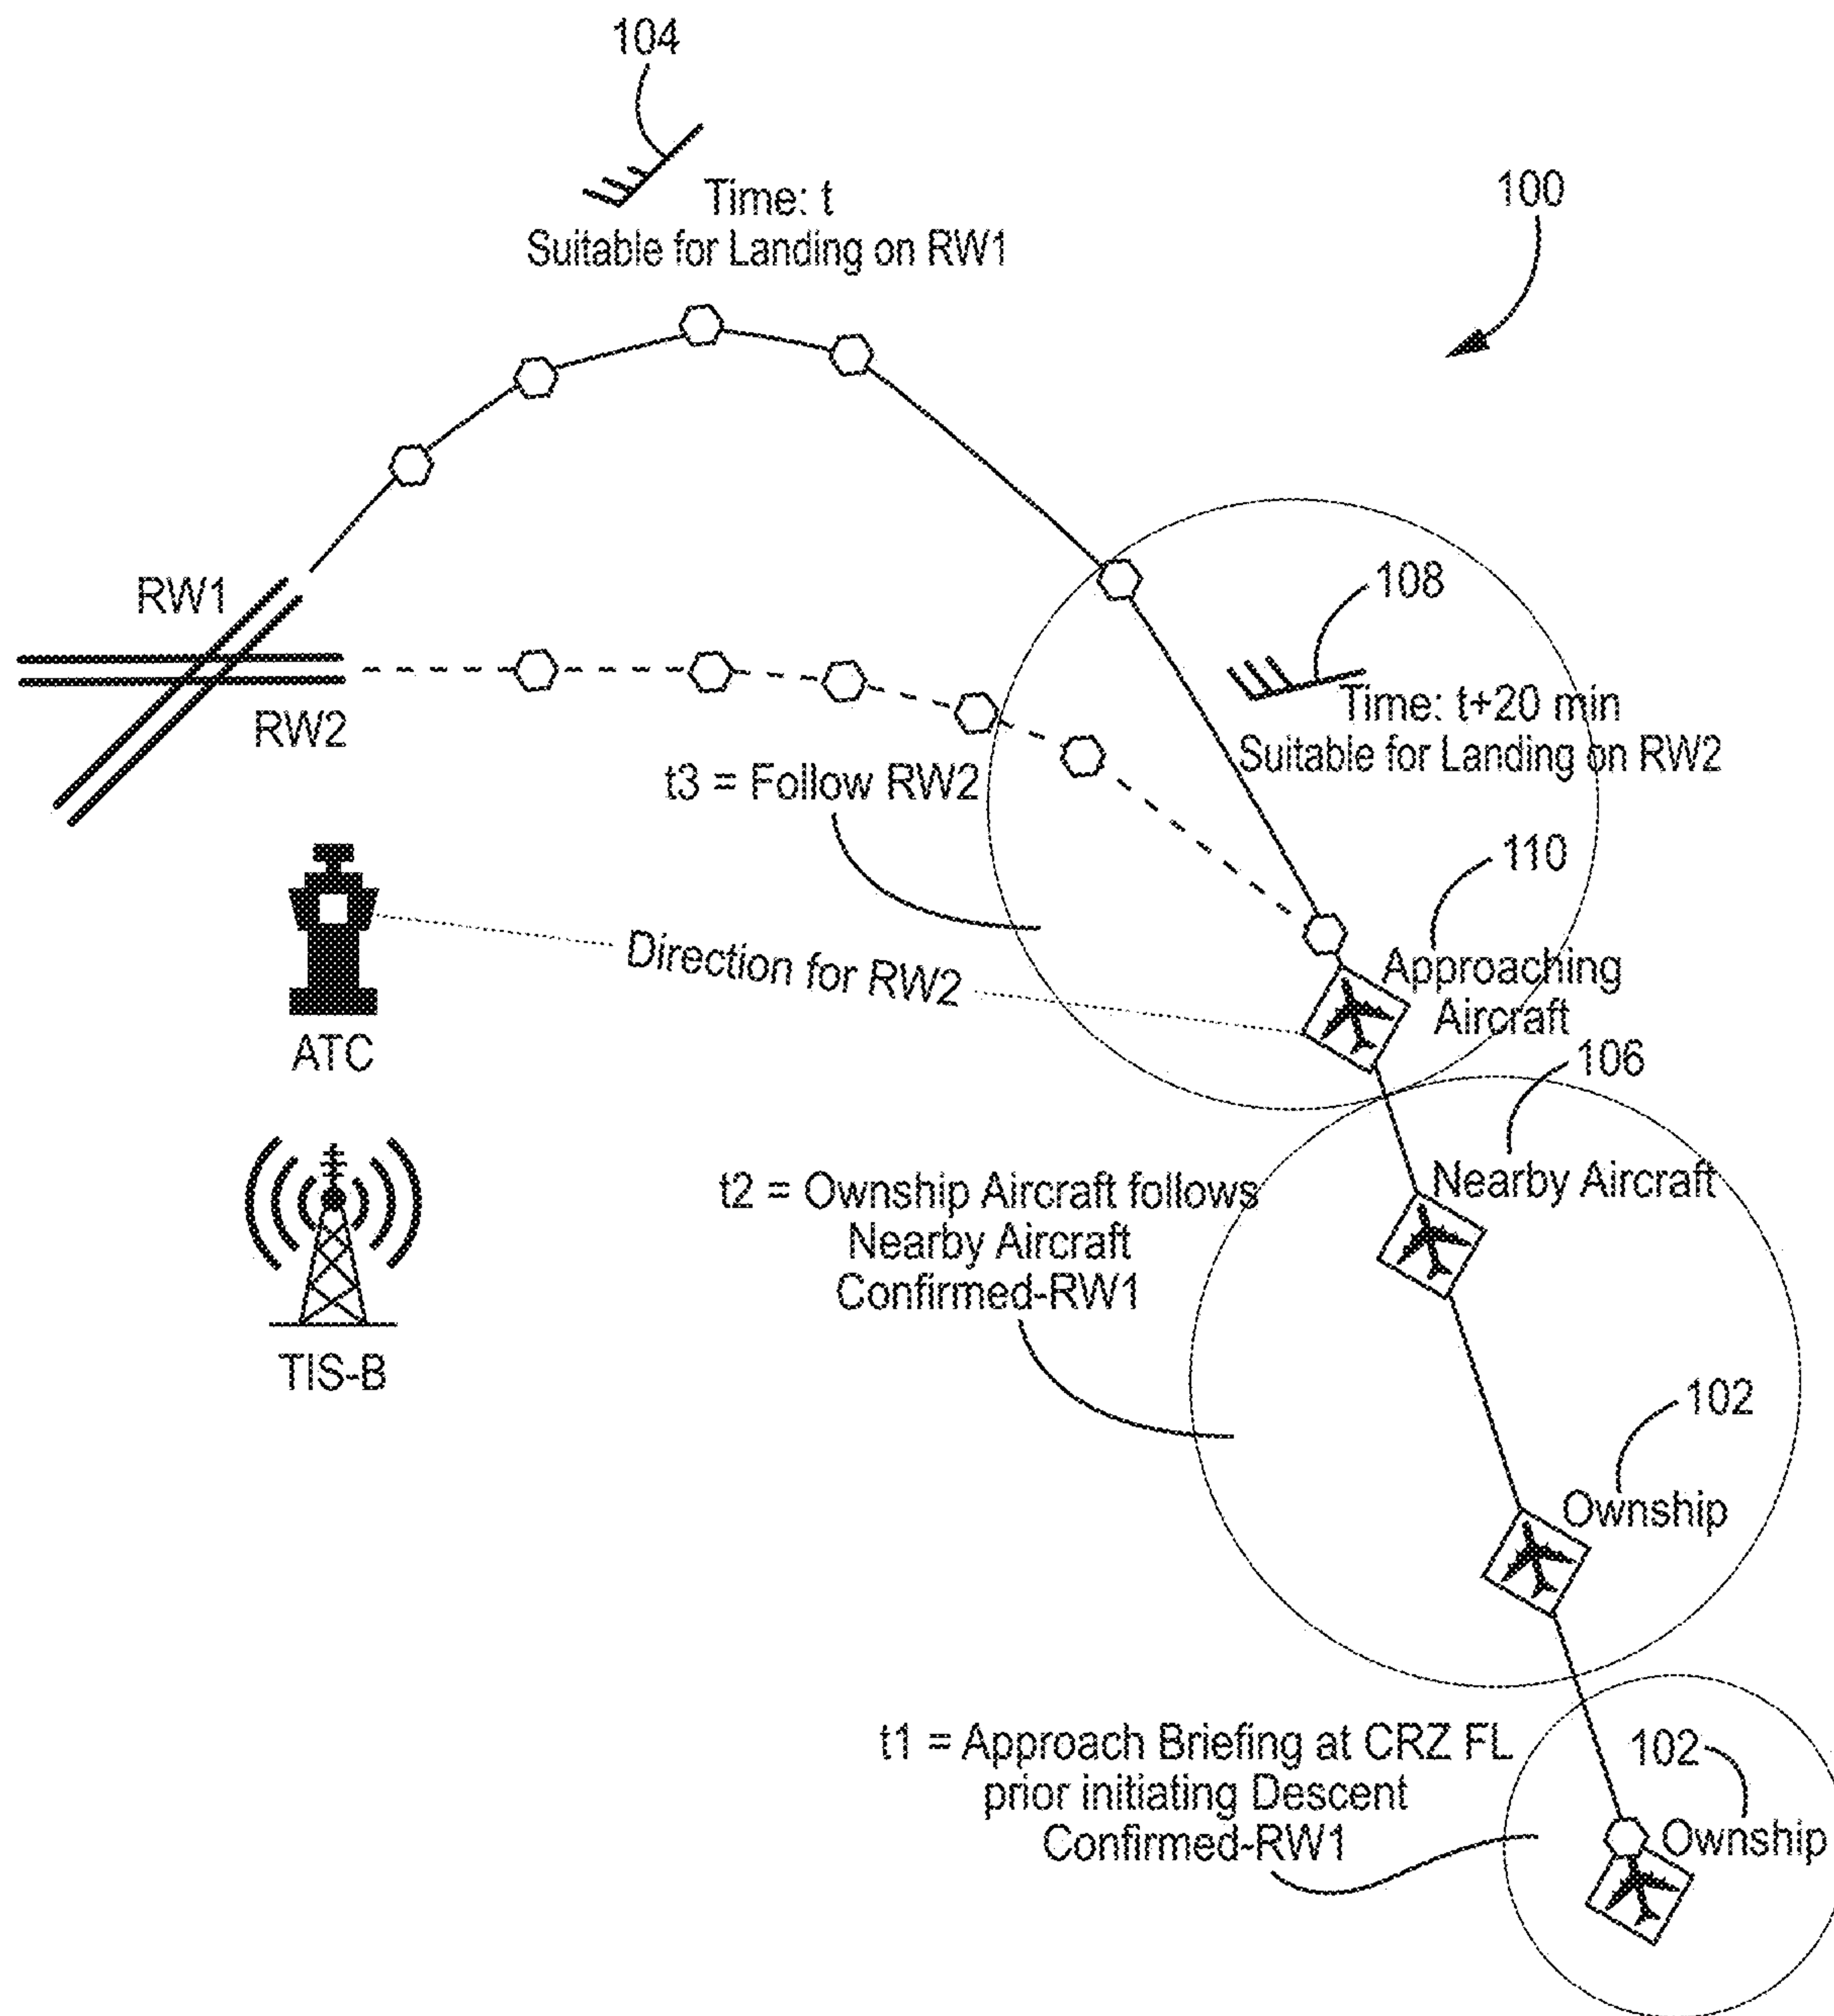 104
Time: t
Suitable for Landing on RW1
100
RW1
108
RW2
Time: t+20 min
Suitable for Landing on RW2
t3 = Follow RW2
110
Direction for RW2
Approaching
Aircraft
ATC
106
Nearby Aircraft
t2 = Ownship Aircraft follows
Nearby Aircraft
Confirmed-RW1
TIS-B
102
Ownship
t1 = Approach Briefing at CRZ FL
prior initiating Descent
Confirmed-RW1
102
Ownship